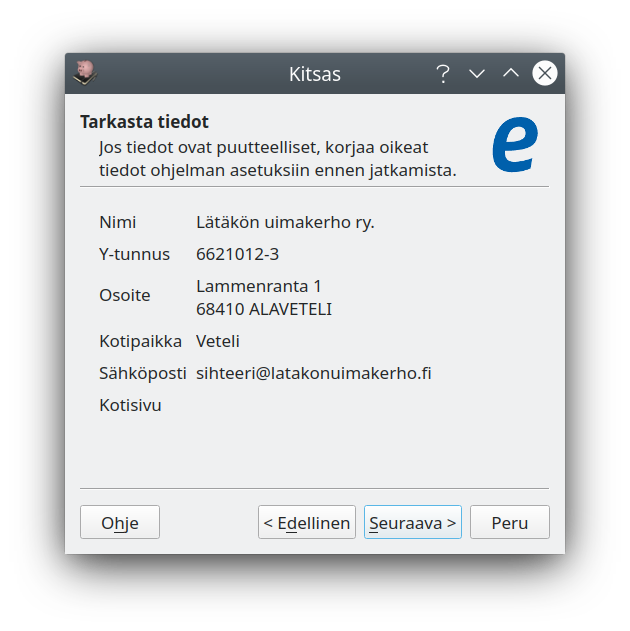 Kitsas
Tarkasta tiedot
Jos tiedot ovat puutteelliset, korjaa oikeat
tiedot ohjelman asetuksiin ennen jatkamista.
e
Nimi Lätäkön uimakerho ry.
Y-tunnus 6621012-3
Osoite Lammenranta 1
68410 ALAVETELI
Kotipaikka Veteli
Sähköposti sihteeri@latakonuimakerho.fi
Kotisivu
Ohje < Edellinen Seuraava > Peru